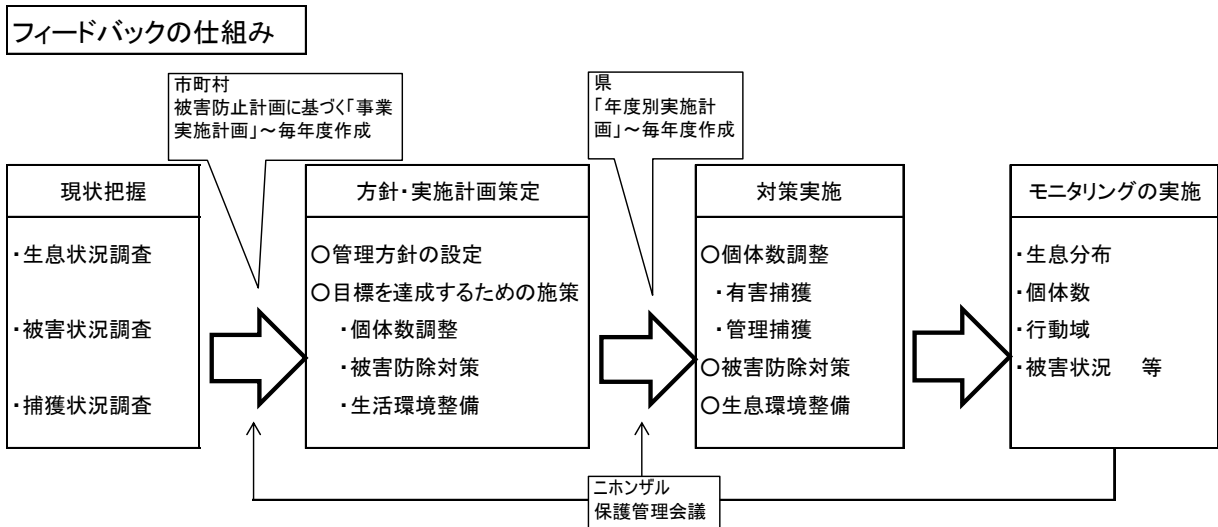 フィードバックの仕組み
市町村
被害防止計画に基づく「事業
実施計画」～毎年度作成
県
「年度別実施計
画」～毎年度作成
現状把握
・生息状況調査
・被害状況調査
・捕獲状況調査
方針・実施計画策定
○管理方針の設定
○目標を達成するための施策
・個体数調整
・被害防除対策
・生活環境整備
対策実施
○個体数調整
・有害捕獲
・管理捕獲
○被害防除対策
○生息環境整備
モニタリングの実施
・生息分布
・個体数
・行動域
・被害状況　等
ニホンザル
保護管理会議